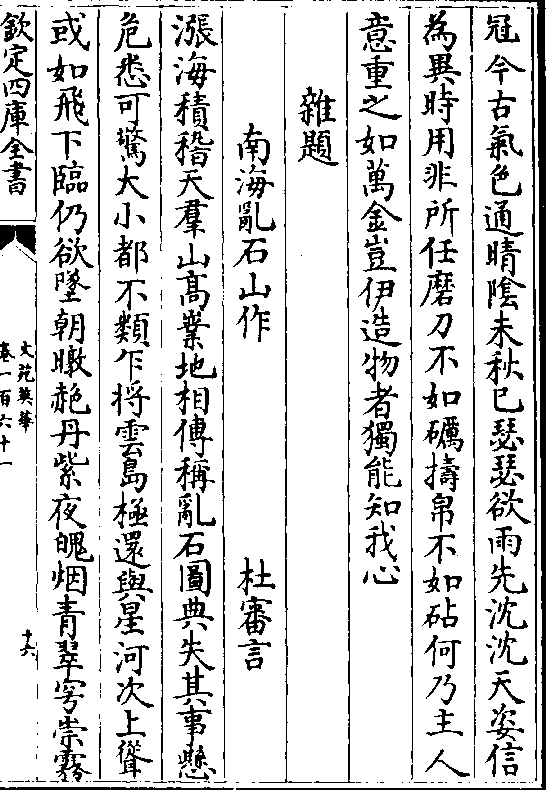 冠今古氣色通晴陰未秋已瑟瑟欲雨先沈沈天姿信
為異時用非所任磨刀不如礪擣帛不如砧何乃主人
意重之如萬金豈伊造物者獨能知我心
雜題
南海亂石山作 杜審言
漲海積稽天羣山髙嶪地相傳稱亂石圖典失其事懸
危悉可驚大小都不類乍將雲島極還與星河次上聳
或如飛下臨仍欲墜朝暾赩丹紫夜魄烟青翠穹崇霧
欽定四庫全書
文苑英華
卷一百六十一
十六